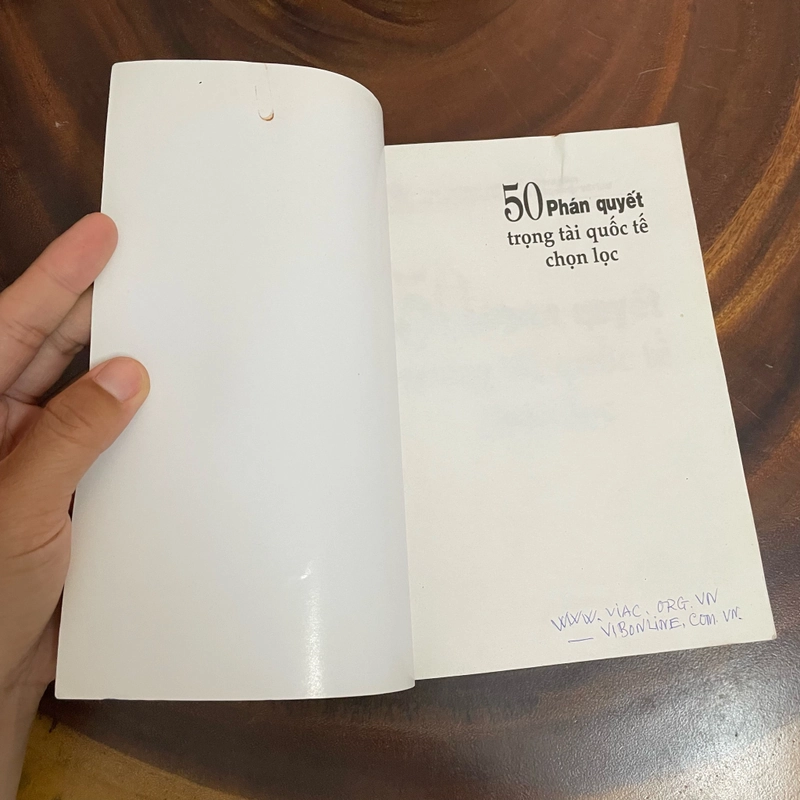 50 Phán quyết
trọng tài quốc tế
chọn lọc
WWW.VIAC.ORG.VN
— VIBONLINE.COM.VN